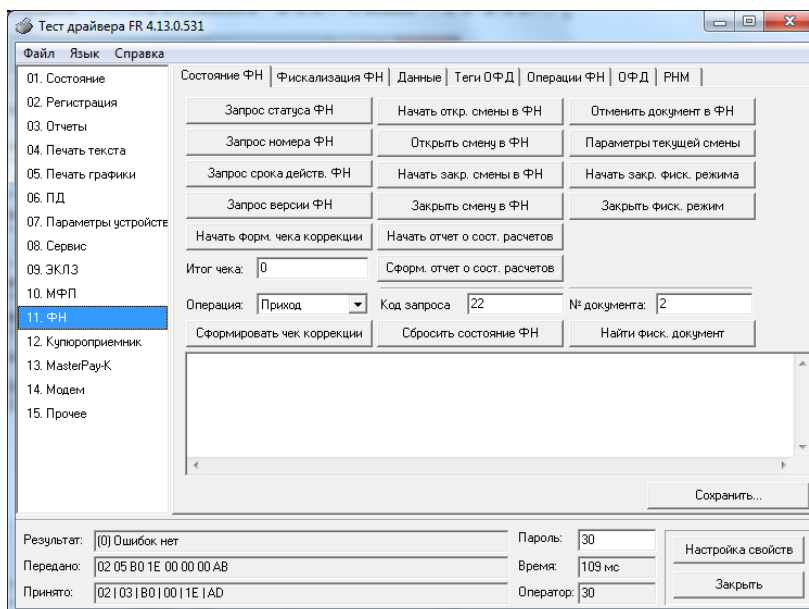 Тест драйвера FR 4.13.0.531
Файл Язык Справка
01. Состояние
02. Регистрация
03. Отчеты
04. Печать текста
05. Печать графики
06. ПД
07. Параметры устройств
08. Сервис
09. ЭКЛЗ
10. МФП
11. ФН
12. Купюроприемник
13. MasterPay-K
14. Модем
15. Прочее
Состояние ФН Фискализация ФН Данные Теги ОФД Операции ФН ОФД РНМ
Запрос статуса ФН Начать откр. смены в ФН Отменить документ в ФН
Запрос номера ФН Открыть смену в ФН Параметры текущей смены
Запрос срока действ. ФН Начать закр. смены в ФН Начать закр. фиск. режима
Запрос версии ФН Закрыть смену в ФН Закрыть фиск. режим
Начать форм. чека коррекции Начать отчет о сост. расчетов
Итог чека: 0 Сформ. отчет о сост. расчетов
Операция: Приход Код запроса 22 № документа: 2
Сформировать чек коррекции Сбросить состояние ФН Найти фиск. документ
Сохранить...
Результат: (0) Ошибок нет Пароль: 30 Настройка свойств
Передано: 02 05 B0 1E 00 00 00 AB Время: 109 мс
Принято: 02 | 03 | B0 | 00 | 1E | AD Оператор: 30 Закрыть